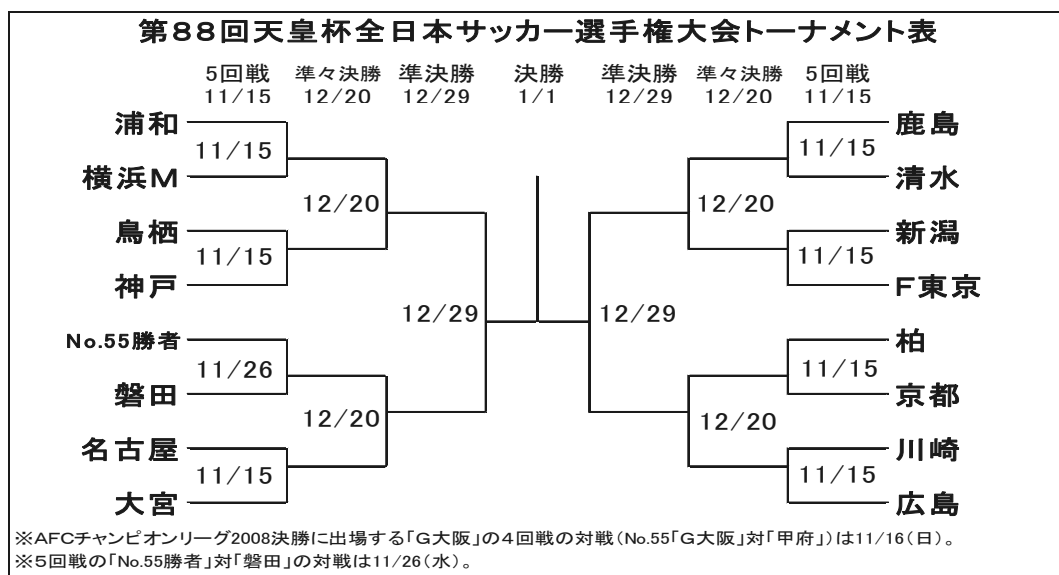 第88回天皇杯全日本サッカー選手権大会トーナメント表
5回戦 準々決勝 準決勝 決勝 準決勝 準々決勝 5回戦
11/15 12/20 12/29 1/1 12/29 12/20 11/15
浦和 鹿島
11/15 11/15
横浜M 清水
12/20 12/20
鳥栖 新潟
11/15 11/15
神戸 F東京
12/29 12/29
No.55勝者 柏
11/26 11/15
磐田 京都
12/20 12/20
名古屋 川崎
11/15 11/15
大宮 広島
※AFCチャンピオンリーグ2008決勝に出場する「G大阪」の4回戦の対戦(No.55「G大阪」対「甲府」)は11/16(日)。
※5回戦の「No.55勝者」対「磐田」の対戦は11/26(水)。